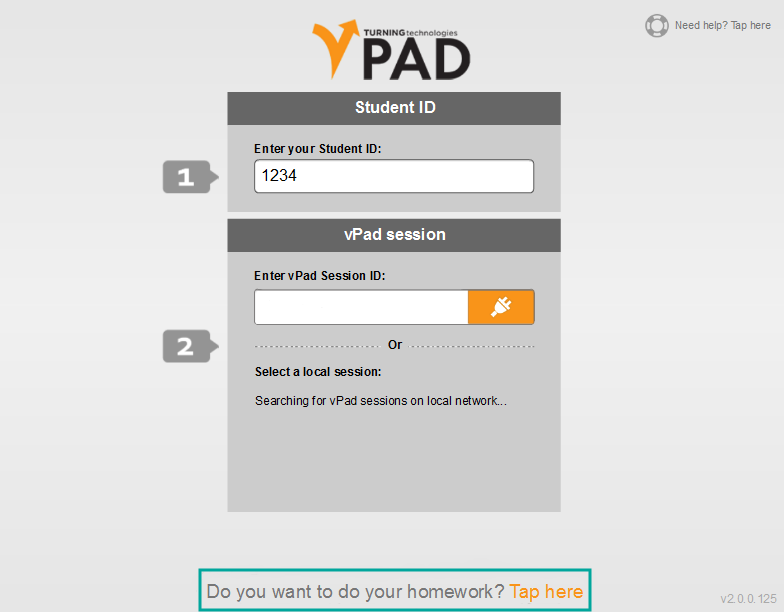 TURNINGtechnologies
VPAD
Need help? Tap here
Student ID
Enter your Student ID:
1
1234
vPad session
Enter vPad Session ID:
Or
2
Select a local session:
Searching for vPad sessions on local network...
Do you want to do your homework? Tap here
v2.0.0.125